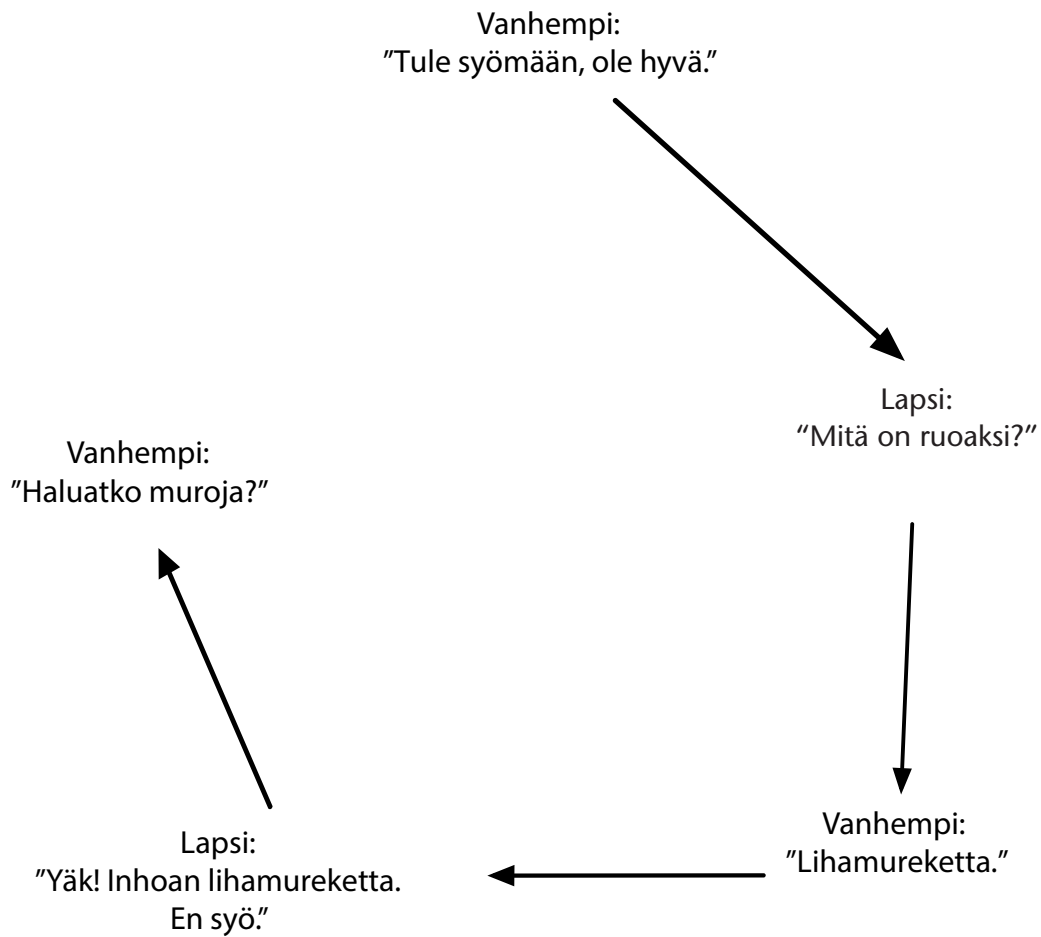 Vanhempi:
”Tule syömään, ole hyvä.”
Lapsi:
”Mitä on ruoaksi?”
Vanhempi:
”Lihamureketta.”
Lapsi:
”Yäk! Inhoan lihamureketta.
En syö.”
Vanhempi:
”Haluatko muroja?”